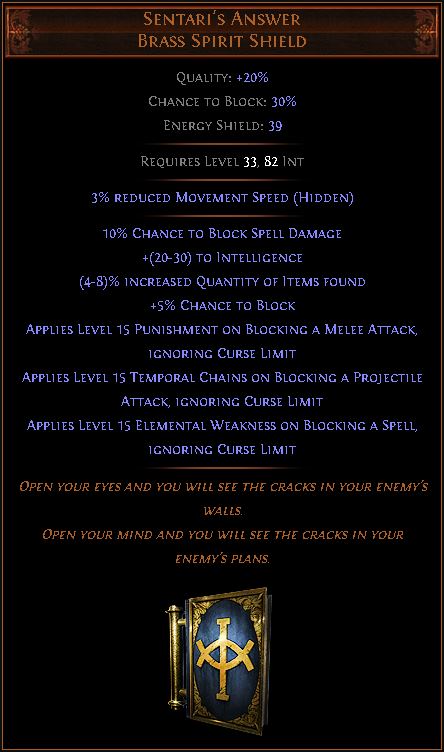 Sentari's Answer
Brass Spirit Shield
Quality: +20%
Chance to Block: 30%
Energy Shield: 39
Requires Level 33, 82 Int
3% reduced Movement Speed (Hidden)
10% Chance to Block Spell Damage
+(20-30) to Intelligence
(4-8)% increased Quantity of Items found
+5% Chance to Block
Applies Level 15 Punishment on Blocking a Melee Attack,
ignoring Curse Limit
Applies Level 15 Temporal Chains on Blocking a Projectile
Attack, ignoring Curse Limit
Applies Level 15 Elemental Weakness on Blocking a Spell,
ignoring Curse Limit
Open your eyes and you will see the cracks in your enemy's
walls.
Open your mind and you will see the cracks in your
enemy's plans.